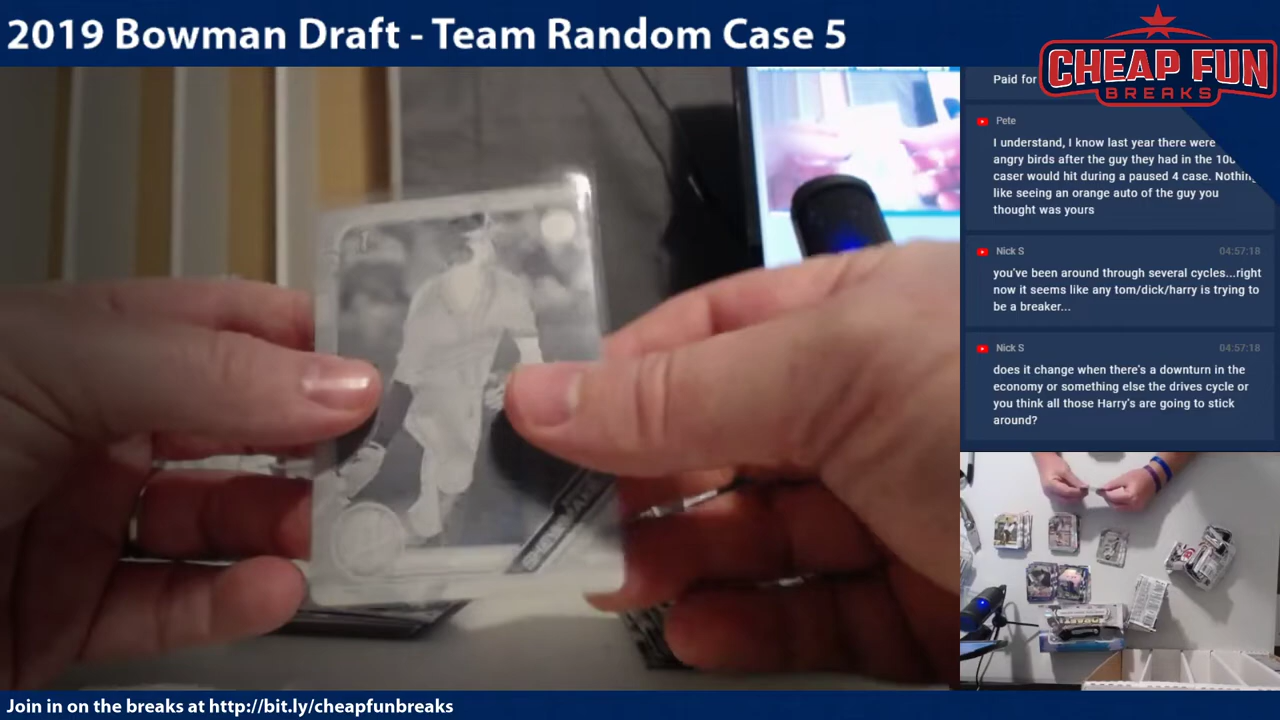 2019 Bowman Draft - Team Random Case 5
CHEAP FUN
BREAKS
Paid for
Pete
I understand, I know last year there were
angry birds after the guy they had in the 100
caser would hit during a paused 4 case. Nothing
like seeing an orange auto of the guy you
thought was yours
Nick S 04:57:18
you've been around through several cycles...right
now it seems like any tom/dick/harry is trying to
be a breaker...
Nick S 04:57:18
does it change when there's a downturn in the
economy or something else the drives cycle or
you think all those Harry's are going to stick
around?
Join in on the breaks at http://bit.ly/cheapfunbreaks